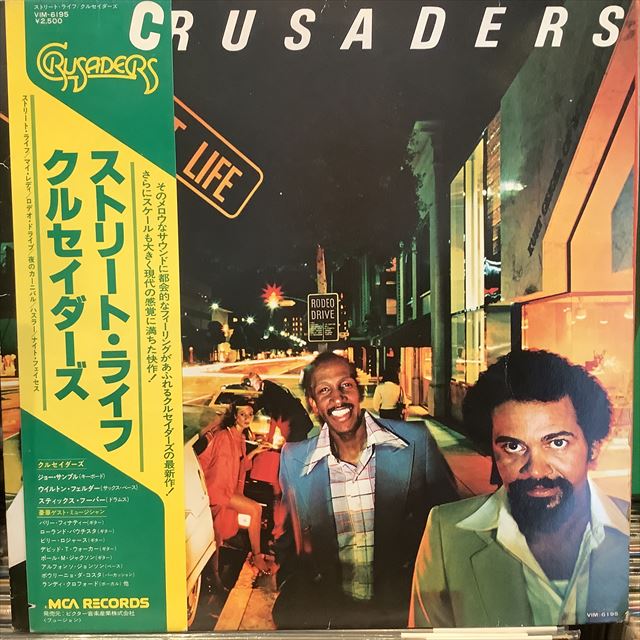 ストリート・ライフ/クルセイダーズ
VIM-6195
¥2,500
CRUSADERS
CRUSADERS
ストリート・ライフ
クルセイダーズ
ストリート・ライフ/マイ・レディ/ロデオ・ドライブ/夜のカーニバル/ハスラー/ナイト・フェイセス
そのメロウなサウンドに都会的なフィーリングがあふれるクルセイダーズの最新作!
さらにスケールも大きく現代の感覚に満ちた快作!
LIFE
RODEO
DRIVE
クルセイダーズ
ジョー・サンプル(キーボード)
ウイルトン・フェルダー(サックス・ベース)
スティックス・フーパー(ドラムス)
豪華ゲスト・ミュージシャン
バリー・フィナティー(ギター)
ローランド・バウチスタ(ギター)
ビリー・ロジャース(ギター)
デビッド・T・ウォーカー(ギター)
ポール・M・ジャクソン(ギター)
アルフォンソ・ジョンソン(ベース)
ポウリーニョ・ダ・コスタ(パーカッション)
ランディ・クロフォード(ボーカル)他
MCA RECORDS
発売元:ビクター音楽産業株式会社
(フュージョン)
VIM-6195